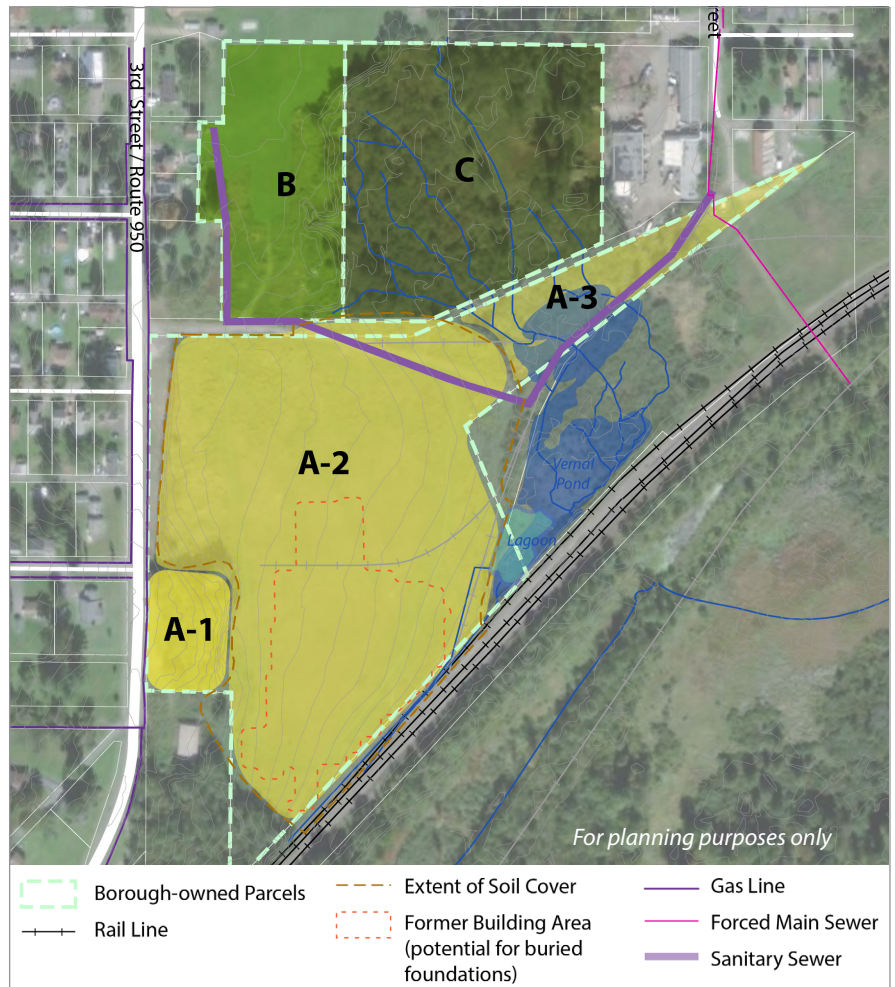 reet
3rd Street / Route 950
B
C
A-3
A-2
Vernal
Pond
Lagoon
A-1
For planning purposes only
Borough-owned Parcels
Rail Line
Extent of Soil Cover
Former Building Area
(potential for buried
foundations)
Gas Line
Forced Main Sewer
Sanitary Sewer